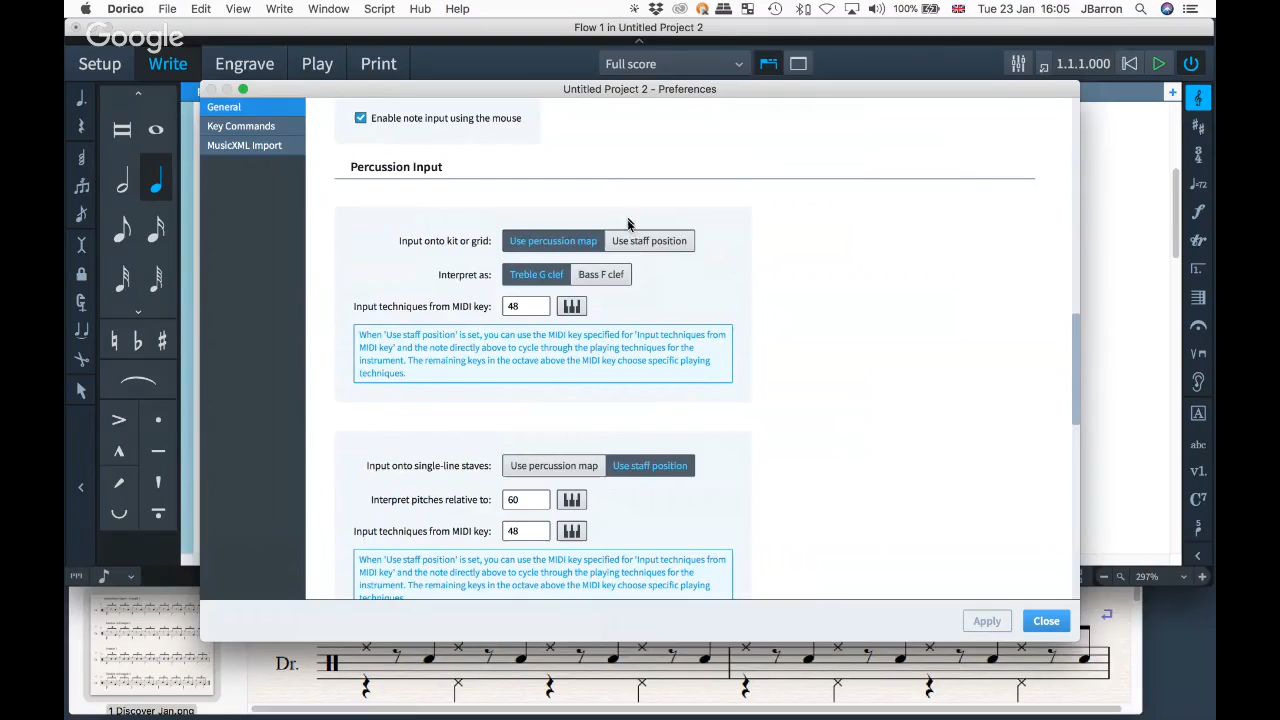 Dorico File Edit View Write Window Script Hub Help
100% Tue 23 Jan 16:05 JBarron
Google
Flow 1 in Untitled Project 2
Setup Write Engrave Play Print Full score 1.1.1.000
Untitled Project 2 - Preferences
General
Key Commands
MusicXML Import
Enable note input using the mouse
Percussion Input
Input onto kit or grid: Use percussion map Use staff position
Interpret as: Treble G clef Bass F clef
Input techniques from MIDI key: 48
When 'Use staff position' is set, you can use the MIDI key specified for 'Input techniques from
MIDI key' and the note directly above to cycle through the playing techniques for the
instrument. The remaining keys in the octave above the MIDI key choose specific playing
techniques.
Input onto single-line staves: Use percussion map Use staff position
Interpret pitches relative to: 60
Input techniques from MIDI key: 48
When 'Use staff position' is set, you can use the MIDI key specified for 'Input techniques from
MIDI key' and the note directly above to cycle through the playing techniques for the
instrument. The remaining keys in the octave above the MIDI key choose specific playing
techniques.
Apply Close
A
abc
v1.
C7
297%
Dr.
1 Discover Jan.png